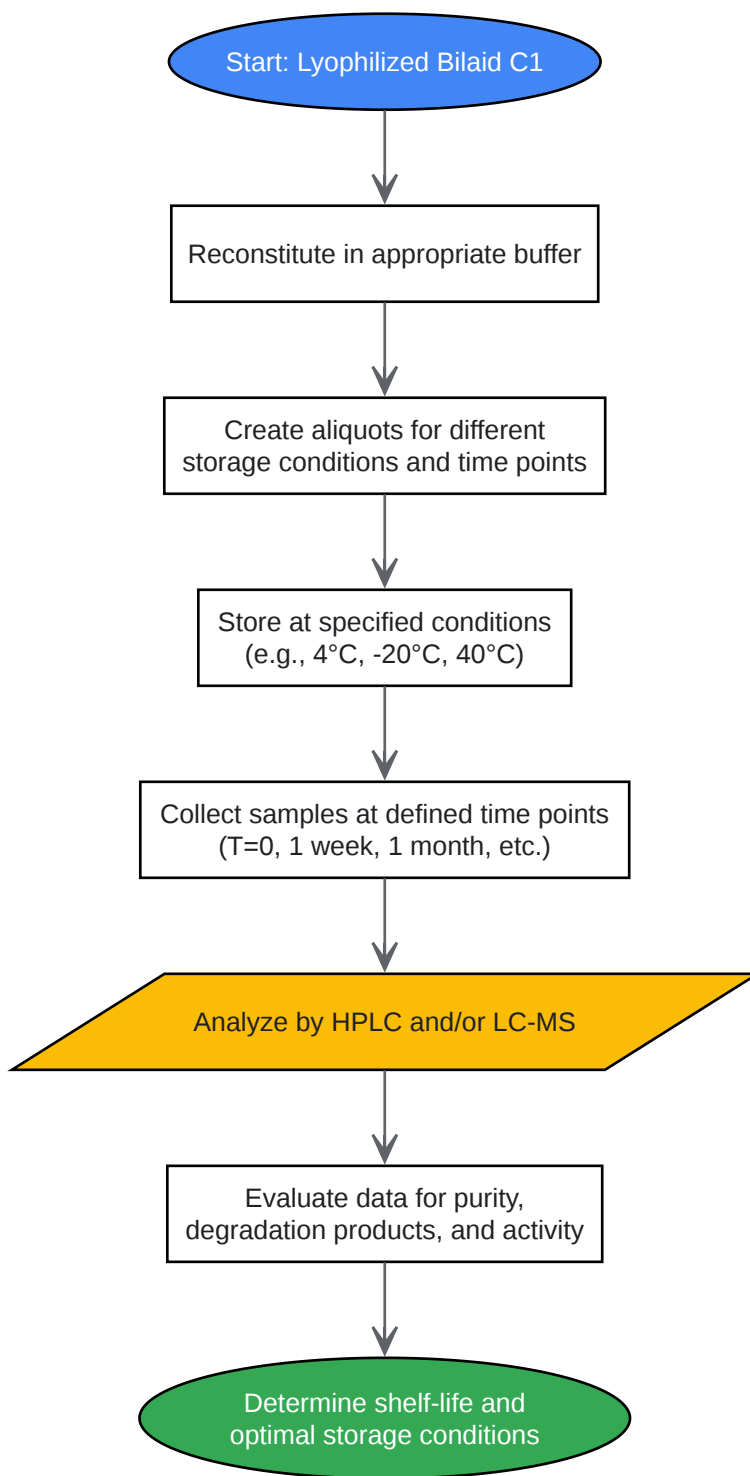 Start: Lyophilized Bilaid C1
Reconstitute in appropriate buffer
Create aliquots for different
storage conditions and time points
Store at specified conditions
(e.g., 4°C, -20°C, 40°C)
Collect samples at defined time points
(T=0, 1 week, 1 month, etc.)
Analyze by HPLC and/or LC-MS
Evaluate data for purity,
degradation products, and activity
Determine shelf-life and
optimal storage conditions